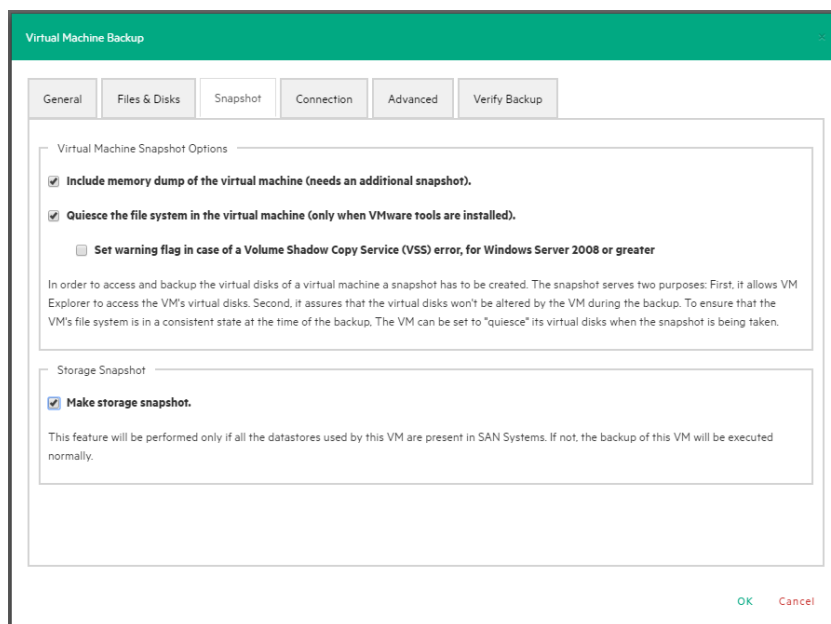 Virtual Machine Backup
General
Files & Disks
Snapshot
Connection
Advanced
Verify Backup
Virtual Machine Snapshot Options
Include memory dump of the virtual machine (needs an additional snapshot).
Quiesce the file system in the virtual machine (only when VMware tools are installed).
Set warning flag in case of a Volume Shadow Copy Service (VSS) error, for Windows Server 2008 or greater
In order to access and backup the virtual disks of a virtual machine a snapshot has to be created. The snapshot serves two purposes: First, it allows VM
Explorer to access the VM's virtual disks. Second, it assures that the virtual disks won't be altered by the VM during the backup. To ensure that the
VM's file system is in a consistent state at the time of the backup, The VM can be set to "quiesce" its virtual disks when the snapshot is being taken.
Storage Snapshot
Make storage snapshot.
This feature will be performed only if all the datastores used by this VM are present in SAN Systems. If not, the backup of this VM will be executed
normally.
OK
Cancel